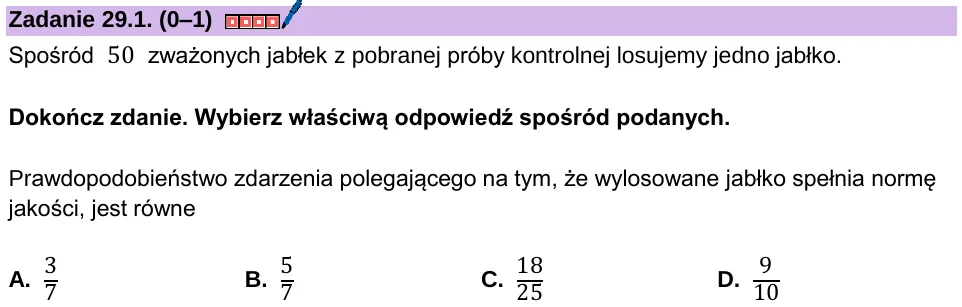 Zadanie 29.1. (0–1)
Spośród 50 zważonych jabłek z pobranej próby kontrolnej losujemy jedno jabłko.
Dokończ zdanie. Wybierz właściwą odpowiedź spośród podanych.
Prawdopodobieństwo zdarzenia polegającego na tym, że wylosowane jabłko spełnia normę
jakości, jest równe
A. 3/7 B. 5/7 C. 18/25 D. 9/10